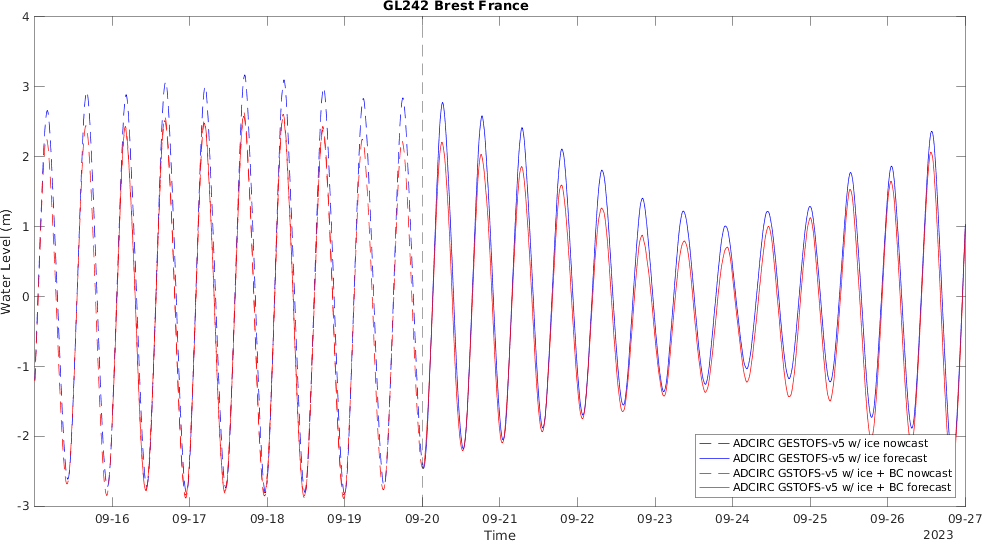 GL242 Brest France
4
3
2
1
0
-1
-2
-3
Water Level (m)
ADCIRC GESTOFS-v5 w/ ice nowcast
ADCIRC GESTOFS-v5 w/ ice forecast
ADCIRC GSTOFS-v5 w/ ice + BC nowcast
ADCIRC GSTOFS-v5 w/ ice + BC forecast
09-16 09-17 09-18 09-19 09-20 09-21 09-22 09-23 09-24 09-25 09-26 09-27
Time
2023